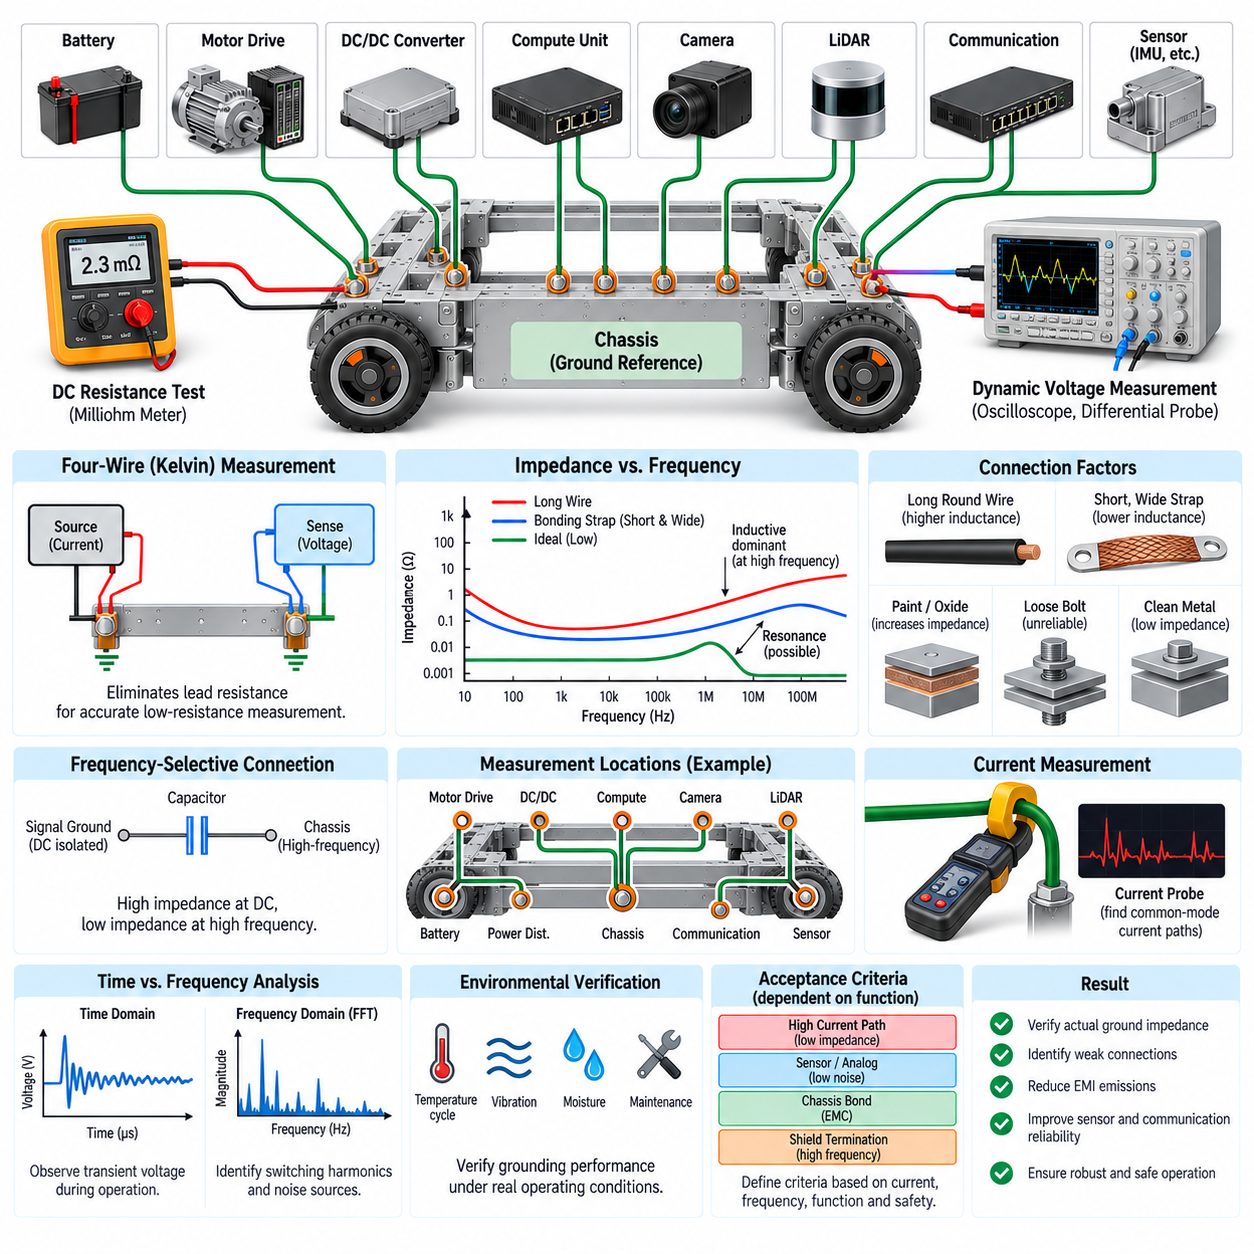 Battery
Motor Drive
DC/DC Converter
Compute Unit
Camera
LiDAR
Communication
Sensor
(IMU, etc.)
2.3 mΩ
DC Resistance Test
(Milliohm Meter)
Chassis
(Ground Reference)
Dynamic Voltage Measurement
(Oscilloscope, Differential Probe)
Four-Wire (Kelvin) Measurement
Source
(Current)
Sense
(Voltage)
Eliminates lead resistance
for accurate low-resistance measurement.
Impedance vs. Frequency
Long Wire
Bonding Strap (Short & Wide)
Ideal (Low)
Inductive
dominant
(at high frequency)
Resonance
(possible)
Impedance (Ω)
1k
100
10
1
0.1
0.01
0.001
10
100
1k
10k
100k
1M
10M
100M
Frequency (Hz)
Connection Factors
Long Round Wire
(higher inductance)
Short, Wide Strap
(lower inductance)
Paint / Oxide
(increases impedance)
Loose Bolt
(unreliable)
Clean Metal
(low impedance)
Frequency-Selective Connection
Capacitor
Signal Ground
(DC isolated)
Chassis
(High-frequency)
High impedance at DC,
low impedance at high frequency.
Measurement Locations (Example)
Motor Drive
DC/DC
Compute
Camera
LiDAR
Battery
Power Dist.
Chassis
Communication
Sensor
Current Measurement
Current Probe
(find common-mode
current paths)
Time vs. Frequency Analysis
Time Domain
Voltage (V)
Time (µs)
Observe transient voltage
during operation.
Frequency Domain (FFT)
Magnitude
Frequency (Hz)
Identify switching harmonics
and noise sources.
Environmental Verification
Temperature
cycle
Vibration
Moisture
Maintenance
Verify grounding performance
under real operating conditions.
Acceptance Criteria
(dependent on function)
High Current Path
(low impedance)
Sensor / Analog
(low noise)
Chassis Bond
(EMC)
Shield Termination
(high frequency)
Define criteria based on current,
frequency, function and safety.
Result
Verify actual ground impedance
Identify weak connections
Reduce EMI emissions
Improve sensor and communication
reliability
Ensure robust and safe operation